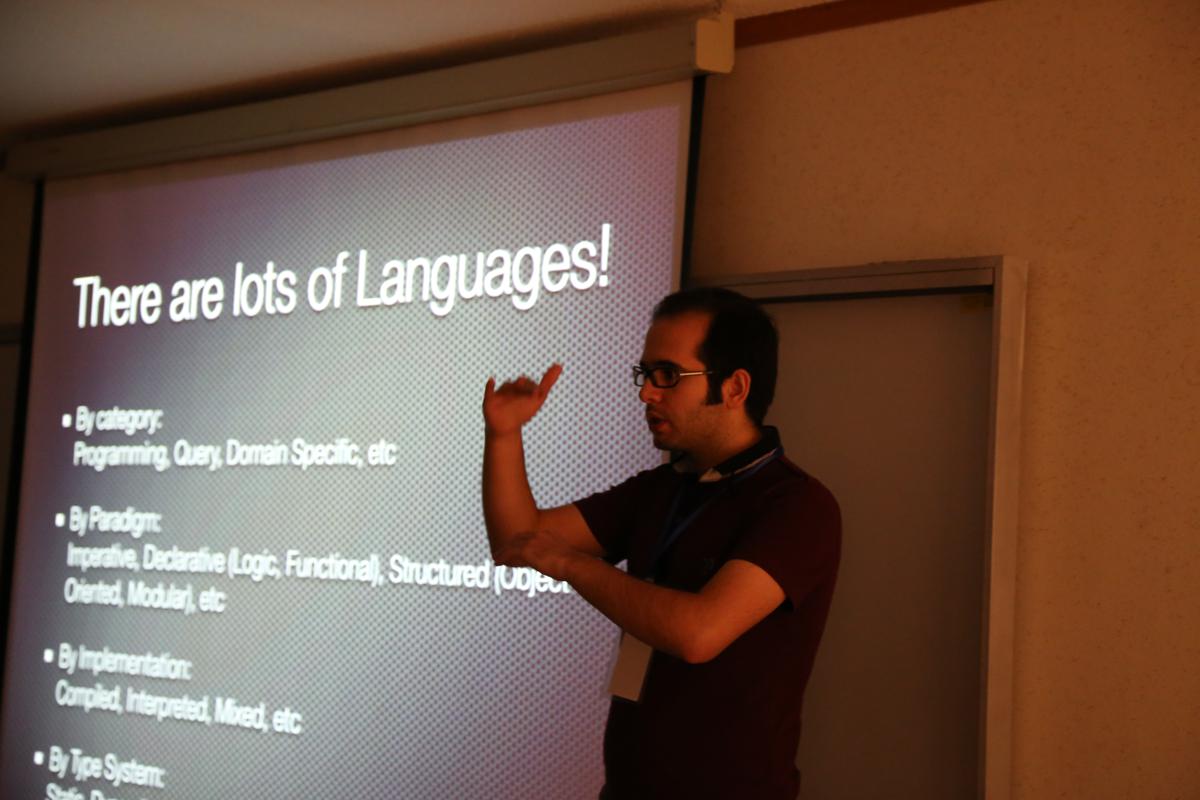 There are lots of Languages!
▪ By category:
Programming, Query, Domain Specific, etc
▪ By Paradigm:
Imperative, Declarative (Logic, Functional), Structured (Object
Oriented, Modular), etc
▪ By Implementation:
Compiled, Interpreted, Mixed, etc
▪ By Type System:
Static,